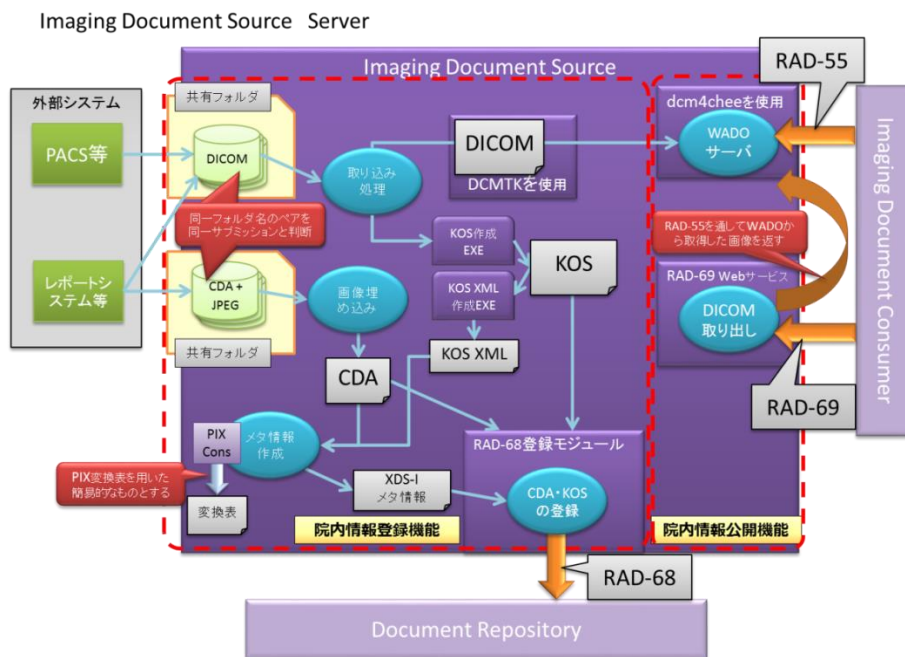 Imaging Document Source Server
Imaging Document Source
RAD-55
外部システム
共有フォルダ
dcm4cheeを使用
PACS等
DICOM
取り込み
処理
DICOM
DCMTKを使用
WADO
サーバ
同一フォルダ名のペアを
同一サブミッションと判断
KOS作成
EXE
KOS
RAD-55を通してWADOか
ら取得した画像を返す
レポートシ
ステム等
CDA +
JPEG
画像埋
め込み
KOS XML
作成EXE
RAD-69 Webサービス
DICOM
取り出し
共有フォルダ
KOS XML
CDA
RAD-69
Imaging Document Consumer
PIX
Cons
メタ情報
作成
RAD-68登録モジュール
PIX変換表を用いた
簡易的なものとする
XDS-I
メタ情報
CDA・KOS
の登録
変換表
院内情報登録機能
院内情報公開機能
RAD-68
Document Repository